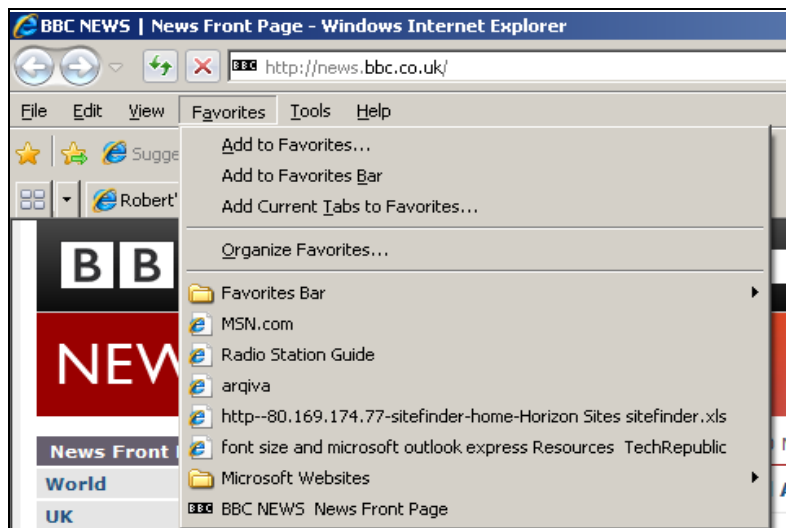 BBC NEWS | News Front Page - Windows Internet Explorer
BBC http://news.bbc.co.uk/
File Edit View Favorites Tools Help
Sugge
Robert'
Add to Favorites...
Add to Favorites Bar
Add Current Tabs to Favorites...
Organize Favorites...
Favorites Bar
MSN.com
Radio Station Guide
arqiva
http--80.169.174.77-sitefinder-home-Horizon Sites sitefinder.xls
font size and microsoft outlook express Resources TechRepublic
Microsoft Websites
BBC BBC NEWS News Front Page
B B
NEW
News Front
World
UK